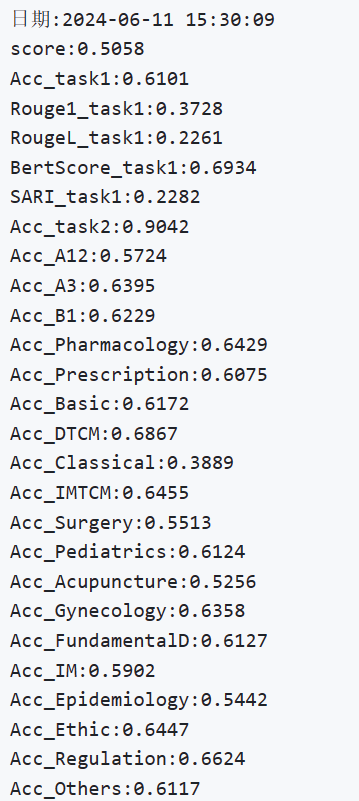 日期:2024-06-11 15:30:09
score:0.5058
Acc_task1:0.6101
Rouge1_task1:0.3728
RougeL_task1:0.2261
BertScore_task1:0.6934
SARI_task1:0.2282
Acc_task2:0.9042
Acc_A12:0.5724
Acc_A3:0.6395
Acc_B1:0.6229
Acc_Pharmacology:0.6429
Acc_Prescription:0.6075
Acc_Basic:0.6172
Acc_DTCM:0.6867
Acc_Classical:0.3889
Acc_IMTCM:0.6455
Acc_Surgery:0.5513
Acc_Pediatrics:0.6124
Acc_Acupuncture:0.5256
Acc_Gynecology:0.6358
Acc_FundamentalD:0.6127
Acc_IM:0.5902
Acc_Epidemiology:0.5442
Acc_Ethic:0.6447
Acc_Regulation:0.6624
Acc_Others:0.6117